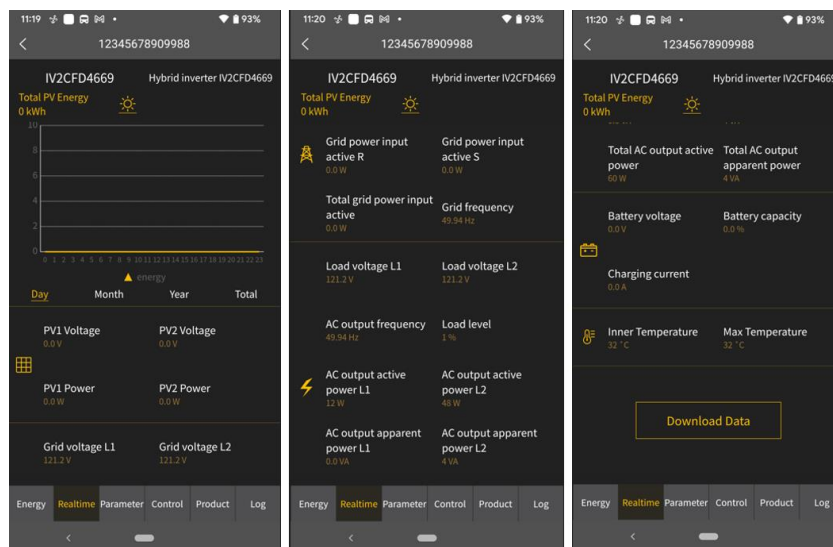 11:19 93%
12345678909988
IV2CFD4669 Hybrid inverter IV2CFD4669
Total PV Energy
0 kWh
10
8
6
4
2
0
0 1 2 3 4 5 6 7 8 9 10 11 12 13 14 15 16 17 18 19 20 21 22 23
energy
Day Month Year Total
PV1 Voltage PV2 Voltage
0.0 V 0.0 V
PV1 Power PV2 Power
0.0 W 0.0 W
Grid voltage L1 Grid voltage L2
121.2 V 121.2 V
Energy Realtime Parameter Control Product Log
11:20 93%
12345678909988
IV2CFD4669 Hybrid inverter IV2CFD4669
Total PV Energy
0 kWh
Grid power input active R Grid power input active S
0.0 W 0.0 W
Total grid power input active Grid frequency
0.0 W 49.94 Hz
Load voltage L1 Load voltage L2
121.2 V 121.2 V
AC output frequency Load level
49.94 Hz 1 %
AC output active power L1 AC output active power L2
12 W 48 W
AC output apparent power L1 AC output apparent power L2
0.0 VA 4 VA
Energy Realtime Parameter Control Product Log
11:20 93%
12345678909988
IV2CFD4669 Hybrid inverter IV2CFD4669
Total PV Energy
0 kWh
Total AC output active power Total AC output apparent power
60 W 4 VA
Battery voltage Battery capacity
0.0 V 0.0 %
Charging current
0.0 A
Inner Temperature Max Temperature
32 °C 32 °C
Download Data
Energy Realtime Parameter Control Product Log